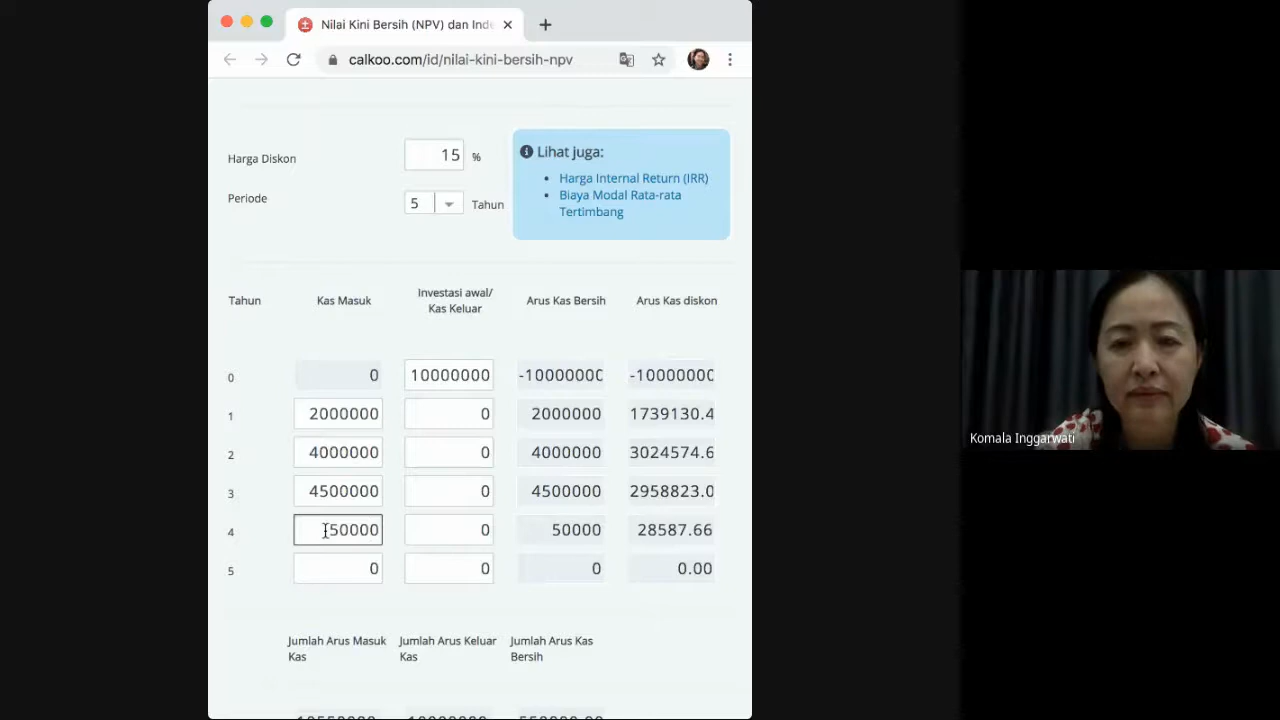 Nilai Kini Bersih (NPV) dan Inde
calkoo.com/id/nilai-kini-bersih-npv
Harga Diskon 15 %
Periode 5 Tahun
Lihat juga:
• Harga Internal Return (IRR)
• Biaya Modal Rata-rata
Tertimbang
Tahun Kas Masuk Investasi awal/ Arus Kas Bersih Arus Kas diskon
Kas Keluar
0 0 10000000 -1000000C -1000000C
1 2000000 0 2000000 1739130.4
2 4000000 0 4000000 3024574.6
3 4500000 0 4500000 2958823.0
4 50000 0 50000 28587.66
5 0 0 0 0.00
Jumlah Arus Masuk Jumlah Arus Keluar Jumlah Arus Kas
Kas Kas Bersih
Komala Inggarwati